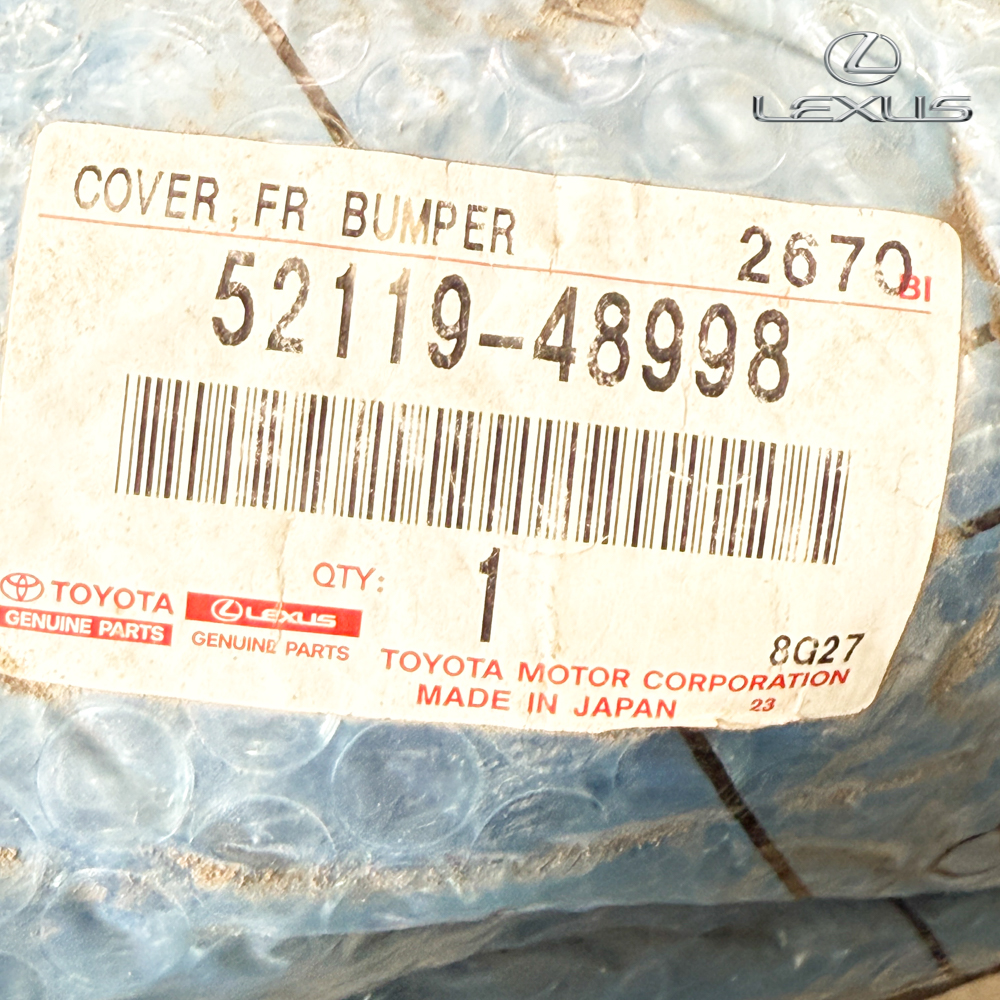 LEXUS
COVER, FR BUMPER
2670
BI
52119-48998
QTY: 1
TOYOTA
GENUINE PARTS
LEXUS
GENUINE PARTS
8G27
TOYOTA MOTOR CORPORATION
MADE IN JAPAN
23